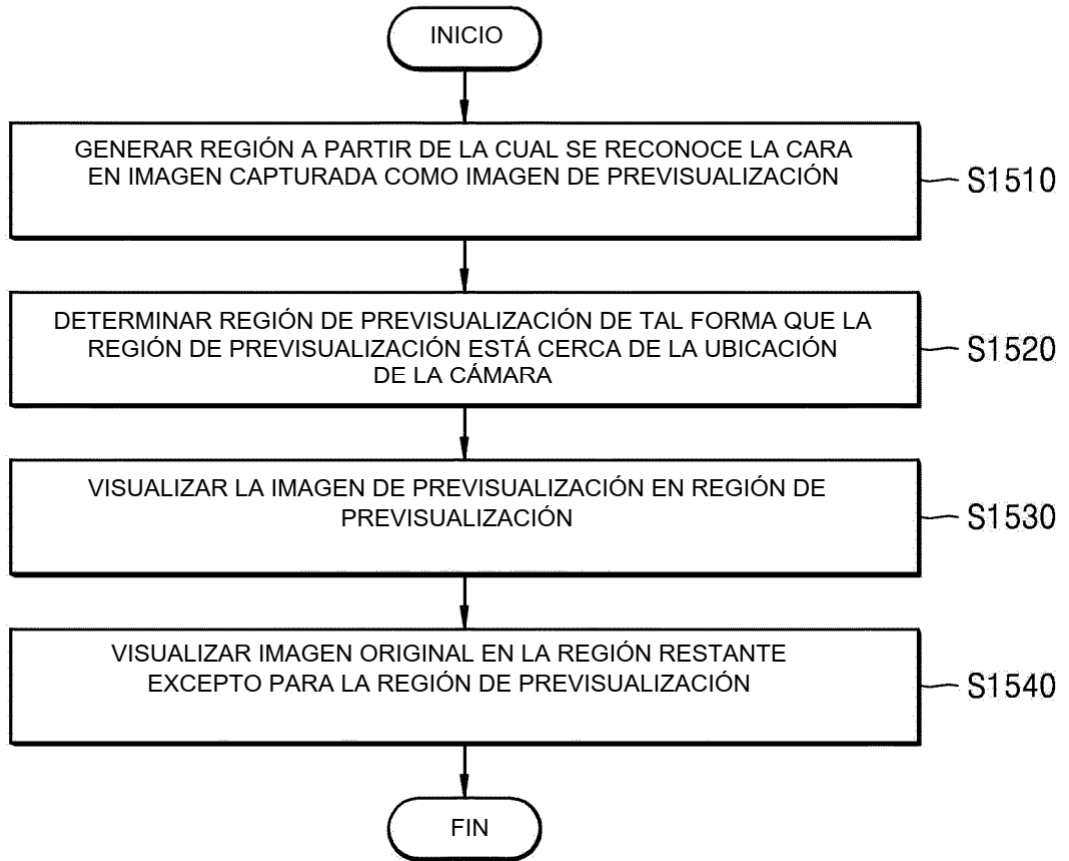 INICIO
GENERAR REGIÓN A PARTIR DE LA CUAL SE RECONOCE LA CARA
EN IMAGEN CAPTURADA COMO IMAGEN DE PREVISUALIZACIÓN
S1510
DETERMINAR REGIÓN DE PREVISUALIZACIÓN DE TAL FORMA QUE LA
REGIÓN DE PREVISUALIZACIÓN ESTÁ CERCA DE LA UBICACIÓN
DE LA CÁMARA
S1520
VISUALIZAR LA IMAGEN DE PREVISUALIZACIÓN EN REGIÓN DE
PREVISUALIZACIÓN
S1530
VISUALIZAR IMAGEN ORIGINAL EN LA REGIÓN RESTANTE
EXCEPTO PARA LA REGIÓN DE PREVISUALIZACIÓN
S1540
FIN